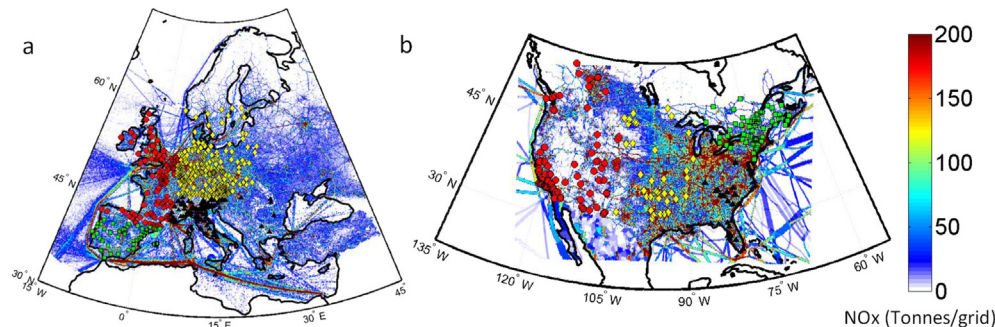 a
b
60° N
45° N
30° N
15° W
0°
15° E
30° E
45°
45° N
30° N
135° W
120° W
105° W
90° W
75° W
60° W
200
150
100
50
0
NOx (Tonnes/grid)